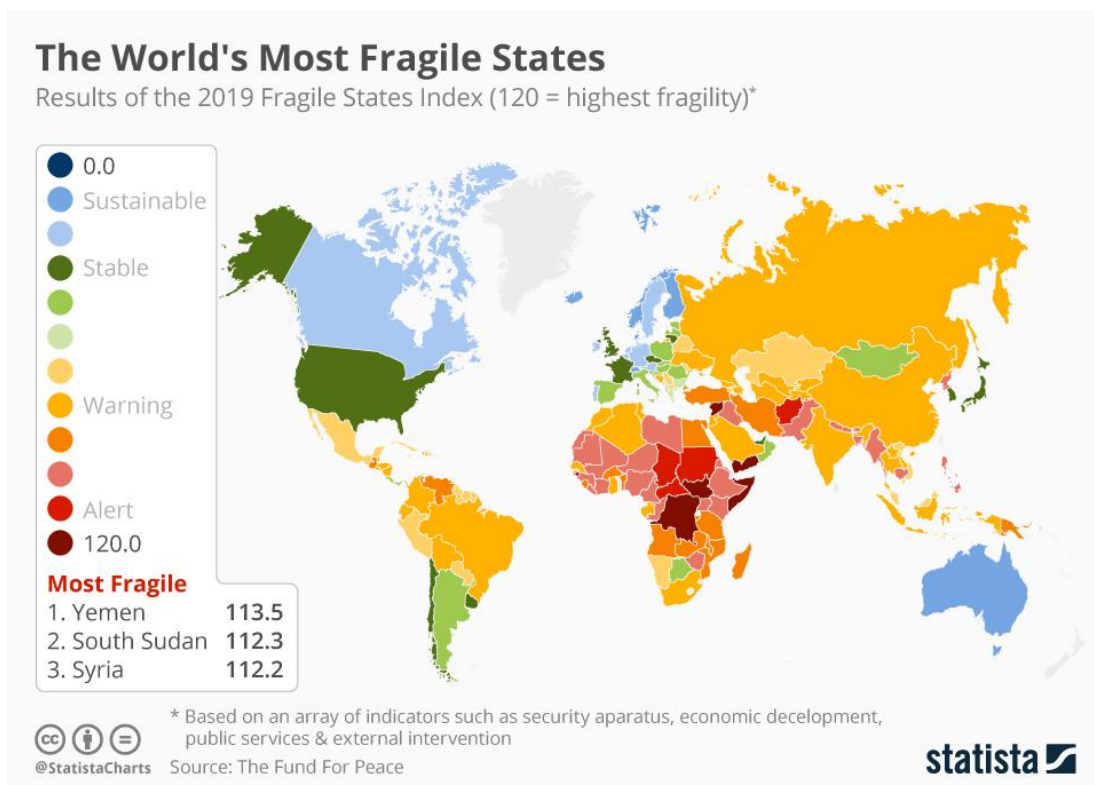 The World's Most Fragile States
Results of the 2019 Fragile States Index (120 = highest fragility)*
0.0
Sustainable
Stable
Warning
Alert
120.0
Most Fragile
1. Yemen 113.5
2. South Sudan 112.3
3. Syria 112.2
* Based on an array of indicators such as security aparatus, economic decelopment,
public services & external intervention
@StatistaCharts Source: The Fund For Peace
cc
statista